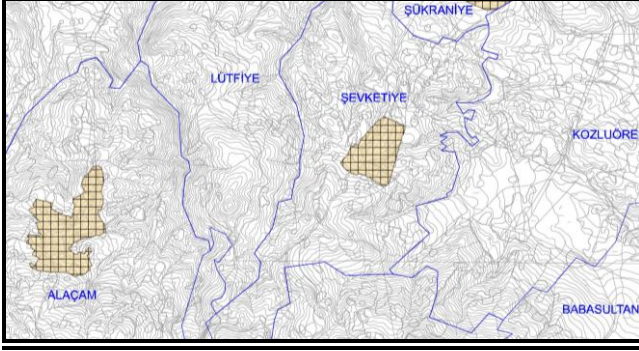 ŞÜKRANİYE
LÜTFİYE
ŞEVKETİYE
KOZLUÖRE
ALAÇAM
BABASULTAN